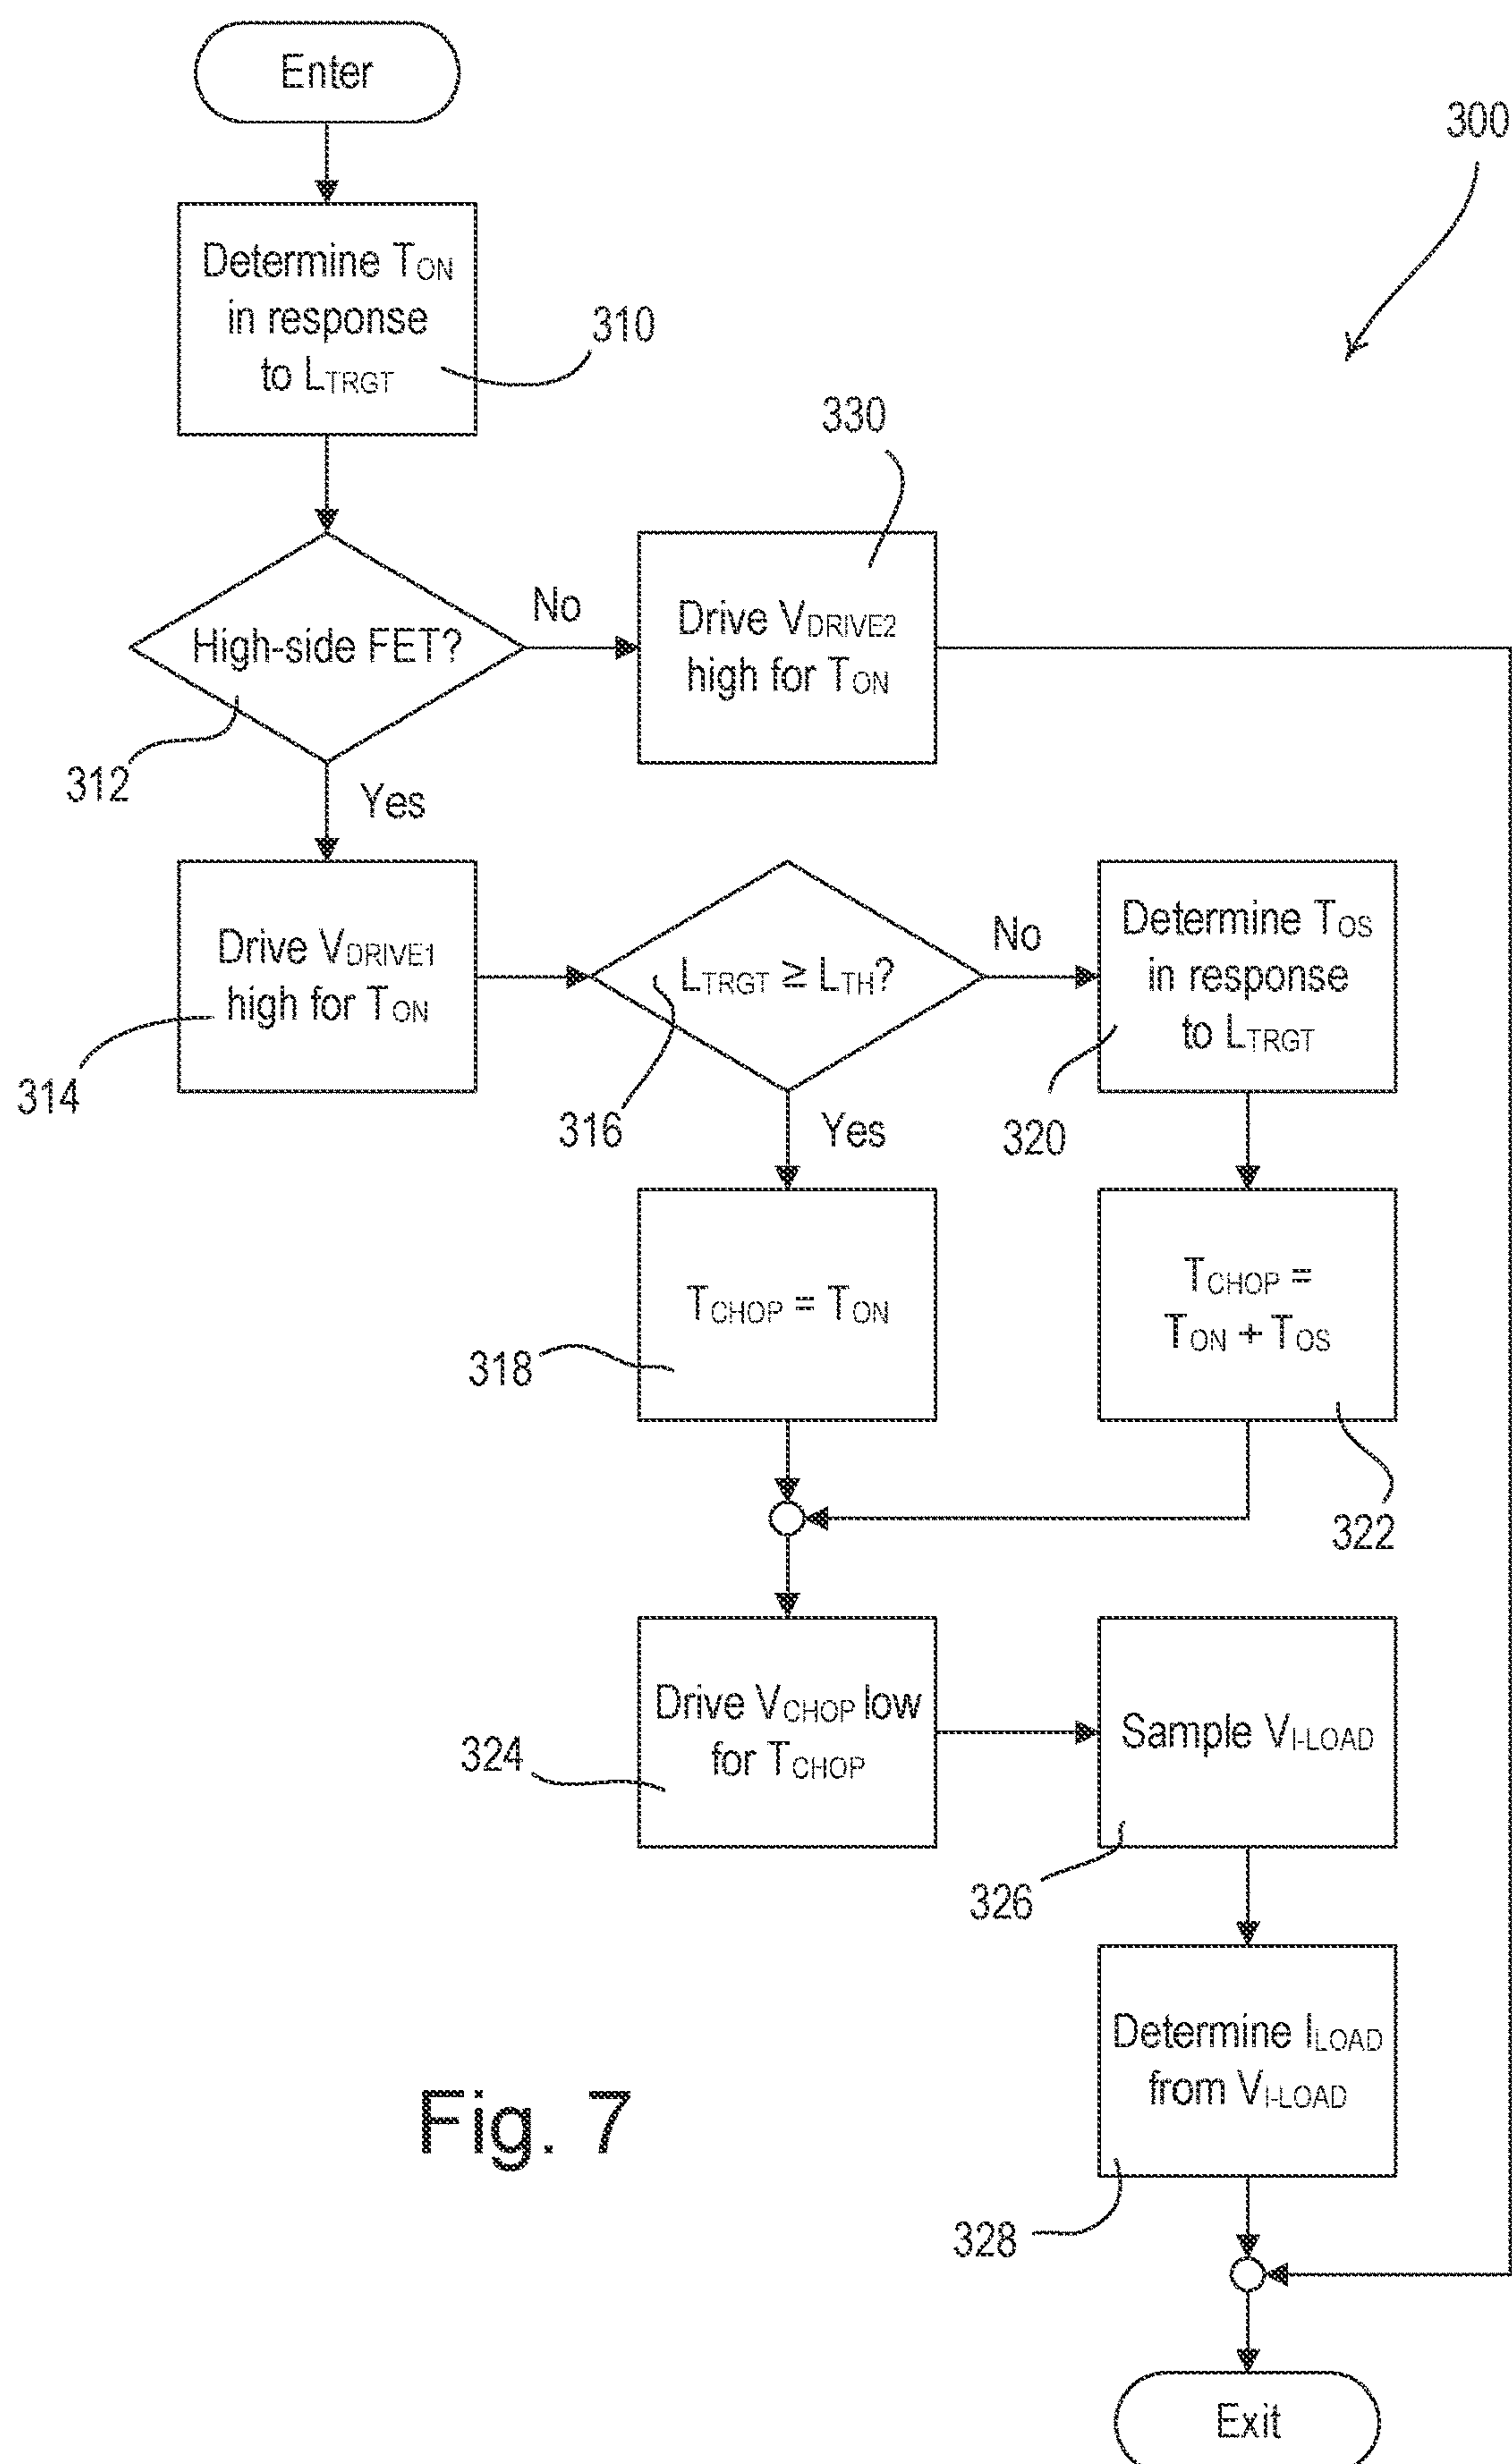 Enter
300
Determine TON
in response
to LTRGT
310
330
High-side FET?
No
Drive VDRIVE2
high for TON
312
Yes
Drive VDRIVE1
high for TON
314
LTRGT ≥ LTH?
316
No
Yes
Determine TOS
in response
to LTRGT
320
TCHOP = TON
318
TCHOP =
TON + TOS
322
Drive VCHOP low
for TCHOP
324
Sample VI-LOAD
326
Determine ILOAD
from VI-LOAD
328
Fig. 7
Exit